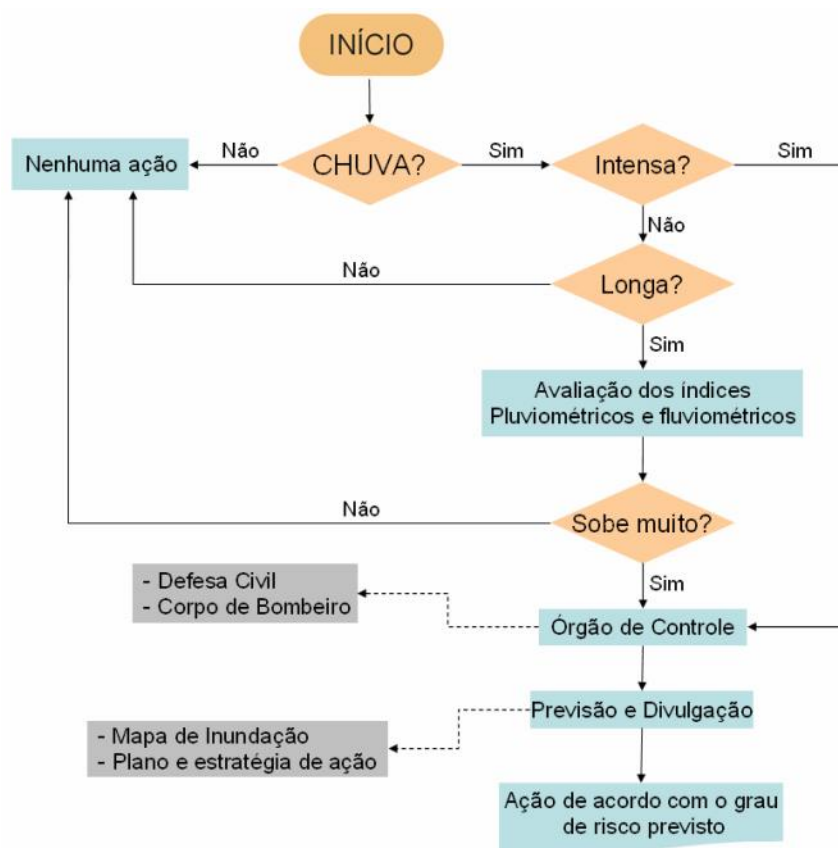 INÍCIO
Nenhuma ação
Não
CHUVA?
Sim
Intensa?
Sim
Não
Não
Longa?
Sim
Avaliação dos índices
Pluviométricos e fluviométricos
Não
Sobe muito?
Sim
- Defesa Civil
- Corpo de Bombeiro
Órgão de Controle
Previsão e Divulgação
- Mapa de Inundação
- Plano e estratégia de ação
Ação de acordo com o grau
de risco previsto